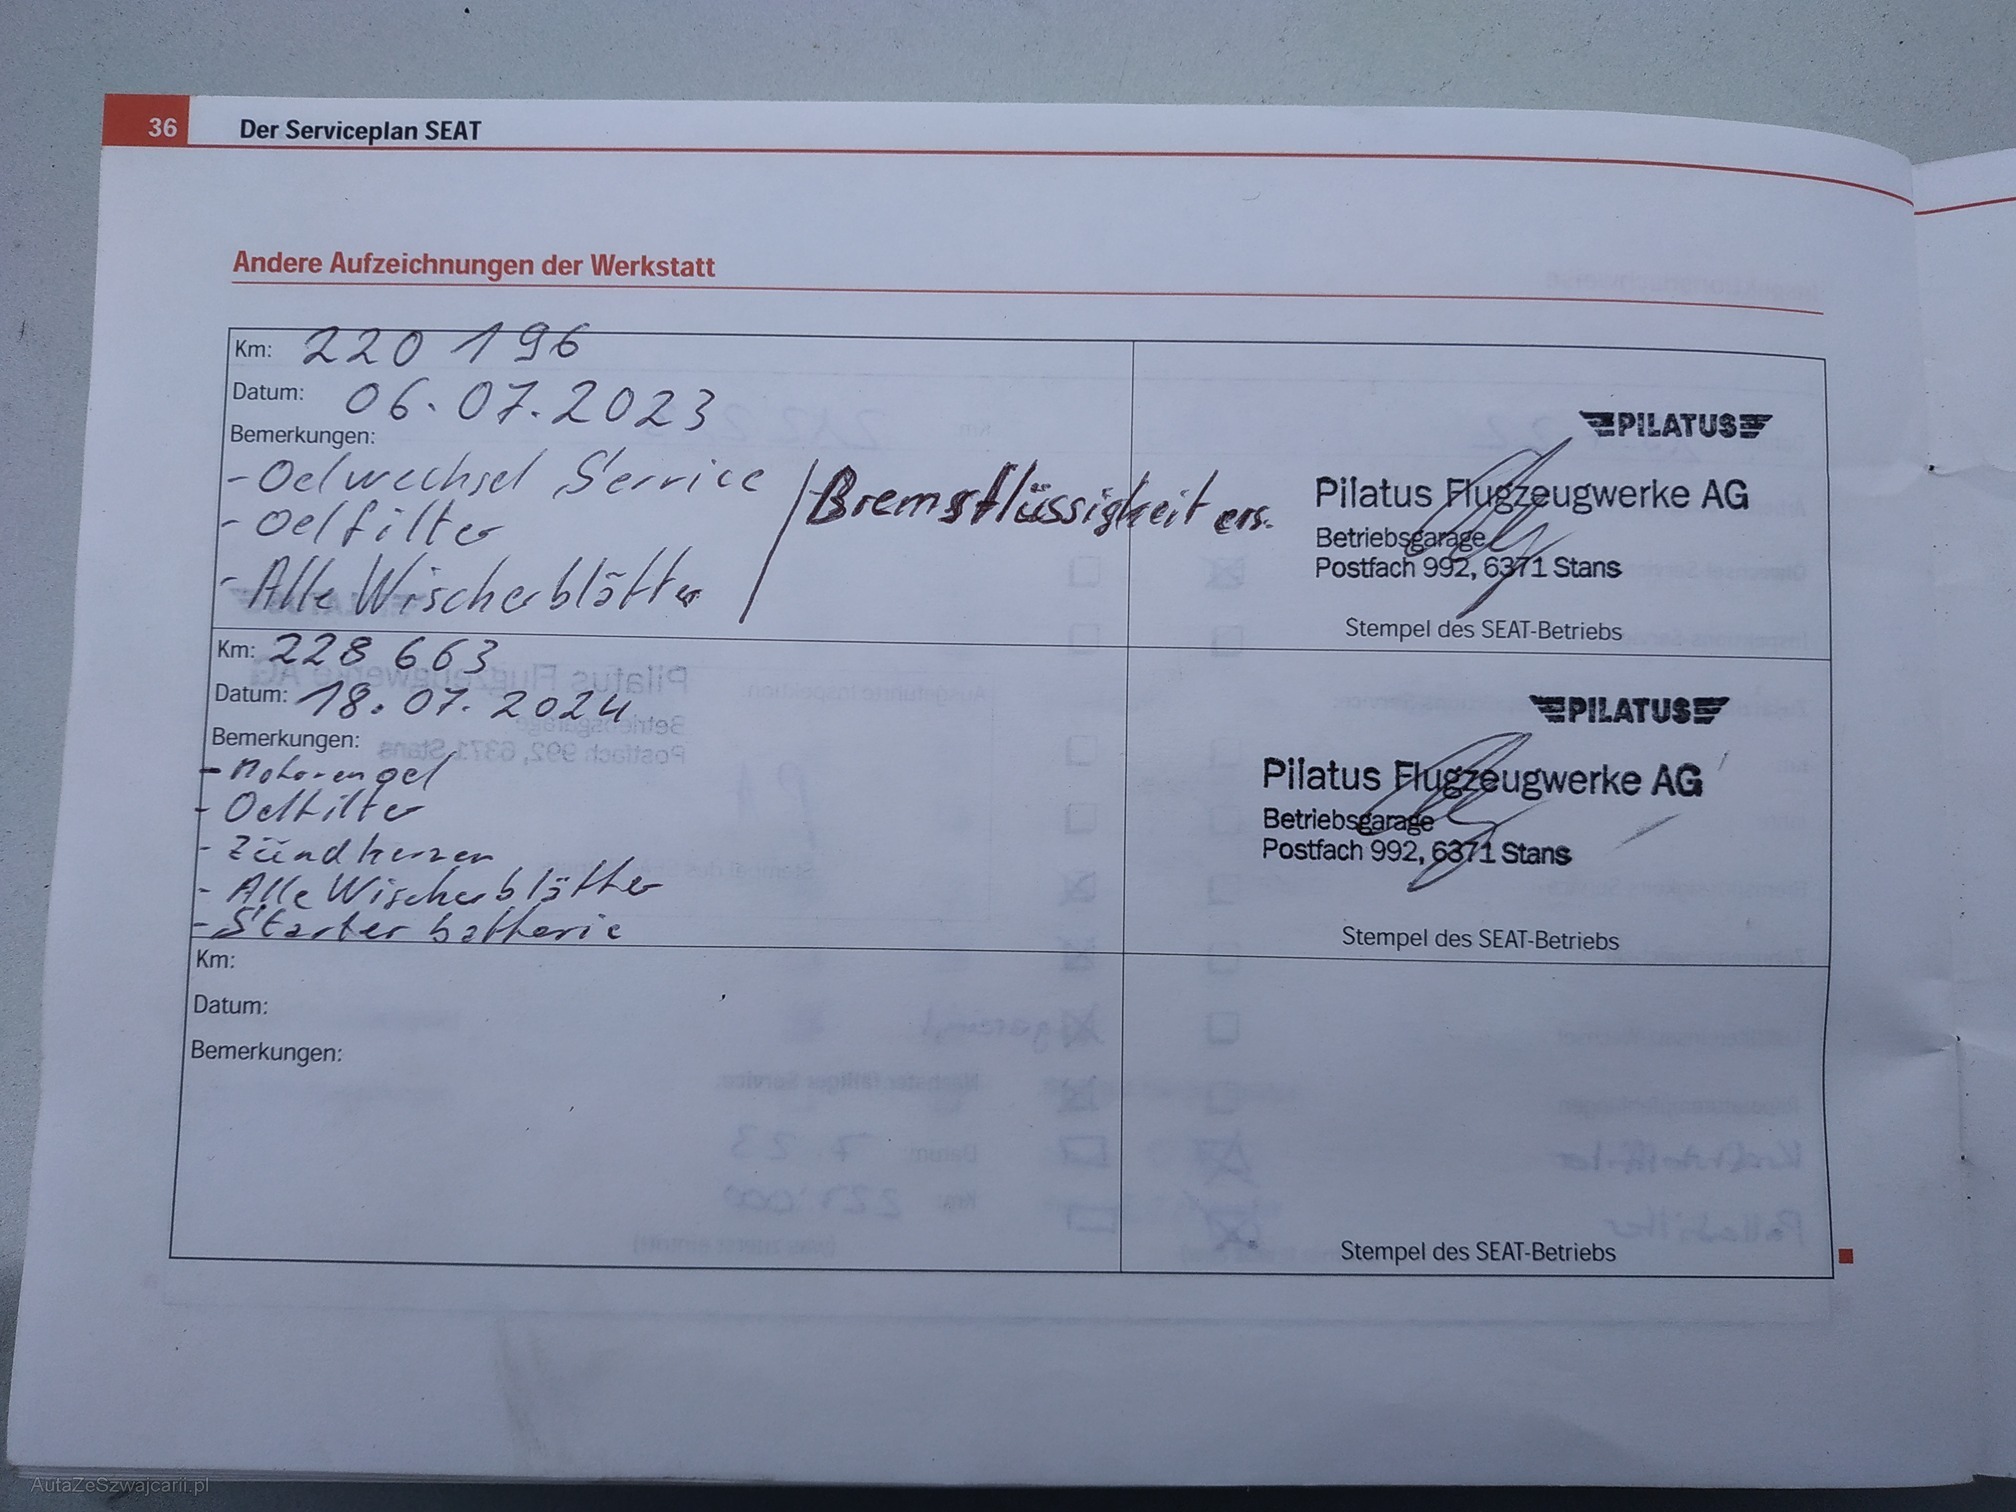 36 Der Serviceplan SEAT
Andere Aufzeichnungen der Werkstatt
Km: 220 196
Datum: 06.07.2023
Bemerkungen:
- Oelwechsel Service / Bremsflüssigkeit ers.
- Oelfilter
- Alle Wischerblätter
PILATUS
Pilatus Flugzeugwerke AG
Betriebsgarage
Postfach 992, 6371 Stans
Stempel des SEAT-Betriebs
Km: 228 663
Datum: 18.07.2024
Bemerkungen:
- Motorenoel
- Oelfilter
- Zündkerzen
- Alle Wischerblätter
- Starterbatterie
PILATUS
Pilatus Flugzeugwerke AG
Betriebsgarage
Postfach 992, 6371 Stans
Stempel des SEAT-Betriebs
Km:
Datum:
Bemerkungen:
Stempel des SEAT-Betriebs
AutaZeSzwajcarii.pl